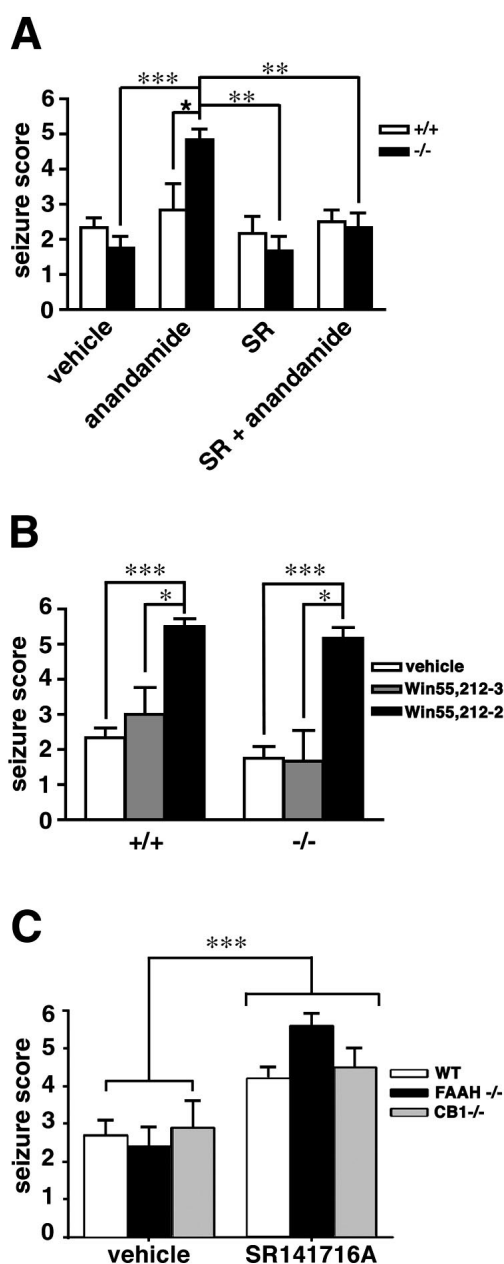 A
*** **
* **
6
5
4
3
2
1
0
seizure score
+/+
-/-
vehicle
anandamide
SR
SR + anandamide
B
*** ***
* *
6
5
4
3
2
1
0
seizure score
vehicle
Win55,212-3
Win55,212-2
+/+ -/-
C
***
6
5
4
3
2
1
0
seizure score
WT
FAAH -/-
CB1-/-
vehicle SR141716A